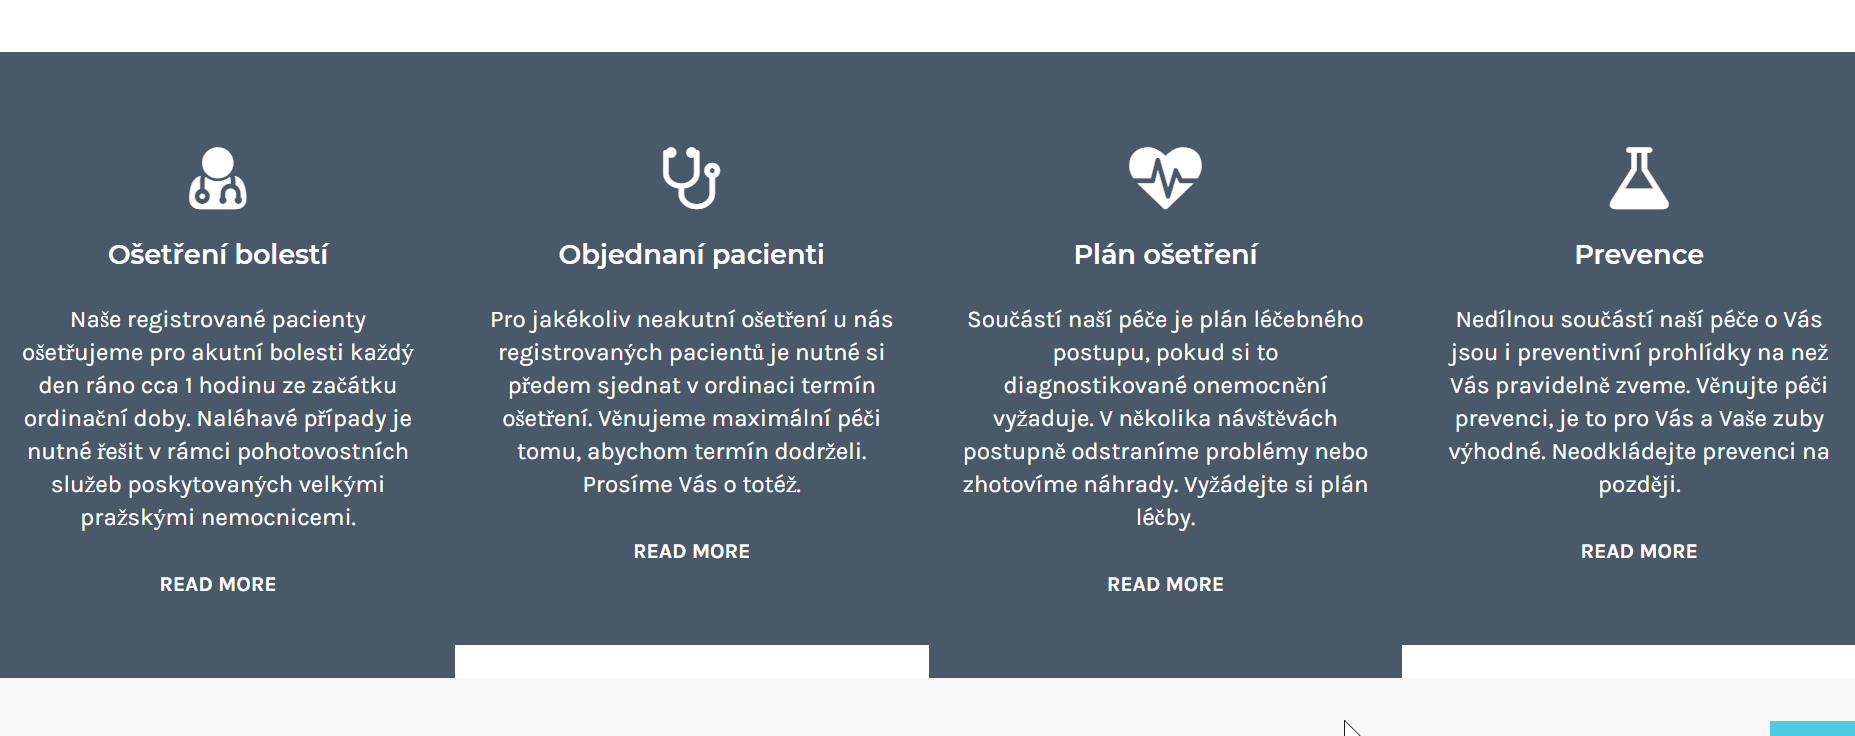 Ošetření bolestí
Naše registrované pacienty
ošetřujeme pro akutní bolesti každý
den ráno cca 1 hodinu ze začátku
ordinační doby. Naléhavé případy je
nutné řešit v rámci pohotovostních
služeb poskytovaných velkými
pražskými nemocnicemi.
READ MORE
Objednaní pacienti
Pro jakékoliv neakutní ošetření u nás
registrovaných pacientů je nutné si
předem sjednat v ordinaci termín
ošetření. Věnujeme maximální péči
tomu, abychom termín dodrželi.
Prosíme Vás o totéž.
READ MORE
Plán ošetření
Součástí naší péče je plán léčebného
postupu, pokud si to
diagnostikované onemocnění
vyžaduje. V několika návštěvách
postupně odstraníme problémy nebo
zhotovíme náhrady. Vyžádejte si plán
léčby.
READ MORE
Prevence
Nedílnou součástí naší péče o Vás
jsou i preventivní prohlídky na než
Vás pravidelně zveme. Věnujte péči
prevenci, je to pro Vás a Vaše zuby
výhodné. Neodkládejte prevenci na
později.
READ MORE